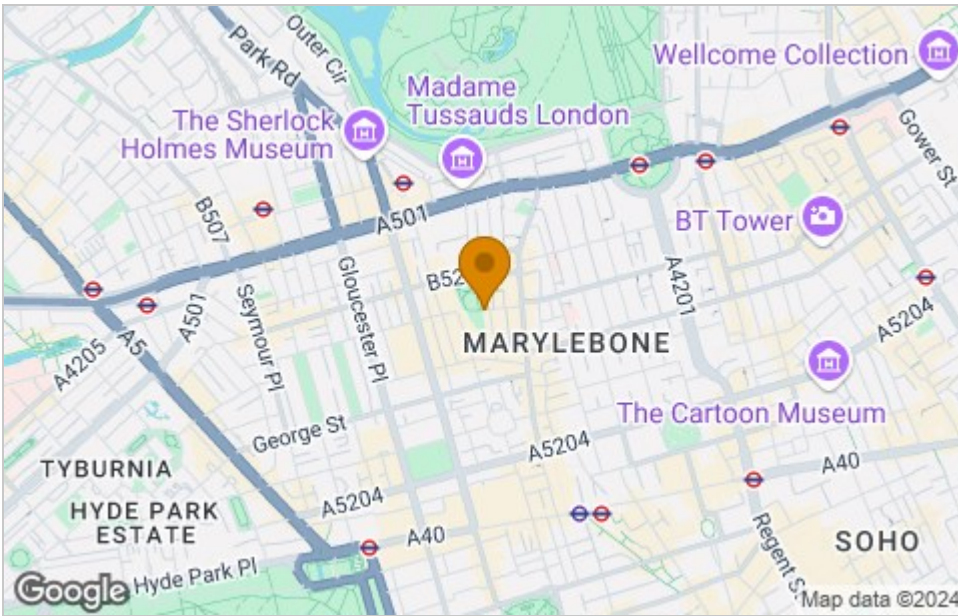 Outer Cir
Park Rd
Wellcome Collection
Madame
Tussauds London
The Sherlock
Holmes Museum
Gower St
B507
A501
BT Tower
B52
A4201
A501
Seymour Pl
Gloucester Pl
A5
A4205
A5204
MARYLEBONE
The Cartoon Museum
George St
A5204
A40
TYBURNIA
A5204
HYDE PARK
ESTATE
A40
Regent S
SOHO
Hyde Park Pl
Google
Map data ©2024